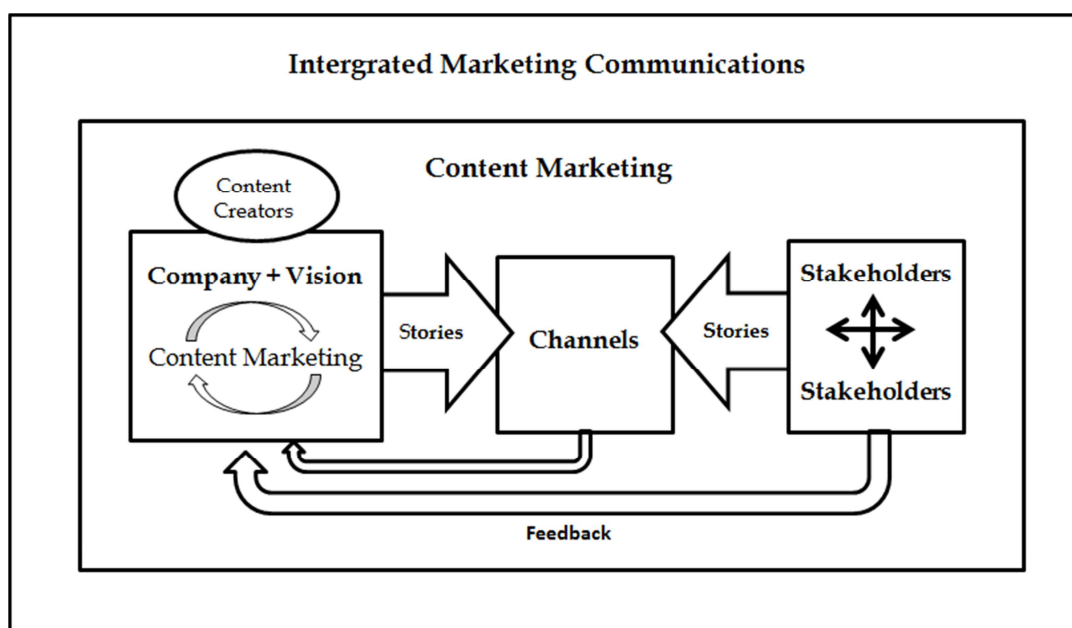 Intergrated Marketing Communications
Content Marketing
Content
Creators
Company + Vision
Content Marketing
Stories
Channels
Stories
Stakeholders
Stakeholders
Feedback